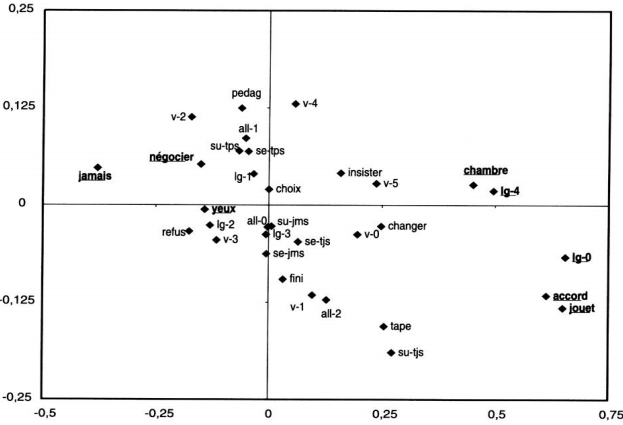 0,25
pedag
v-4
0,125
v-2
all-1
su-tps
se-tps
négocier
jamais
lg-1
insister
chambre
choix
v-5
lg-4
0
yeux
all-0
su-jms
changer
lg-2
refus
v-3
lg-3
se-tjs
v-0
se-jms
lg-0
fini
-0,125
v-1
all-2
accord
jouet
tape
su-tjs
-0,25
-0,5
-0,25
0
0,25
0,5
0,75